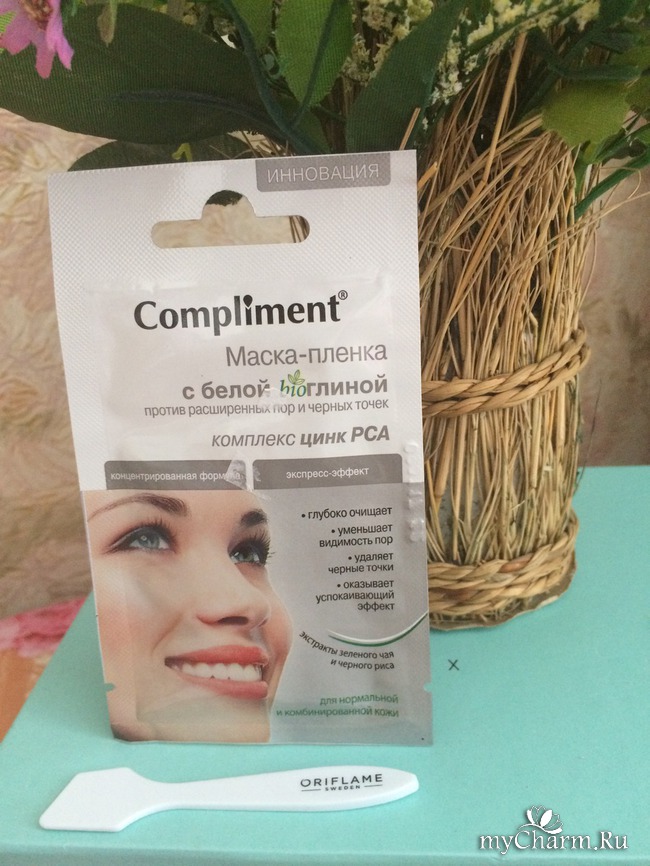 ИННОВАЦИЯ
Compliment®
Маска-пленка
с белой bioглиной
против расширенных пор и черных точек
комплекс цинк PCA
концентрированная формула
экспресс-эффект
• глубоко очищает
• уменьшает
видимость пор
• удаляет
черные точки
• оказывает
успокаивающий
эффект
экстракты зеленого чая
и черного риса
для нормальной
и комбинированной кожи
x
ORIFLAME
SWEDEN
myCharm.Ru